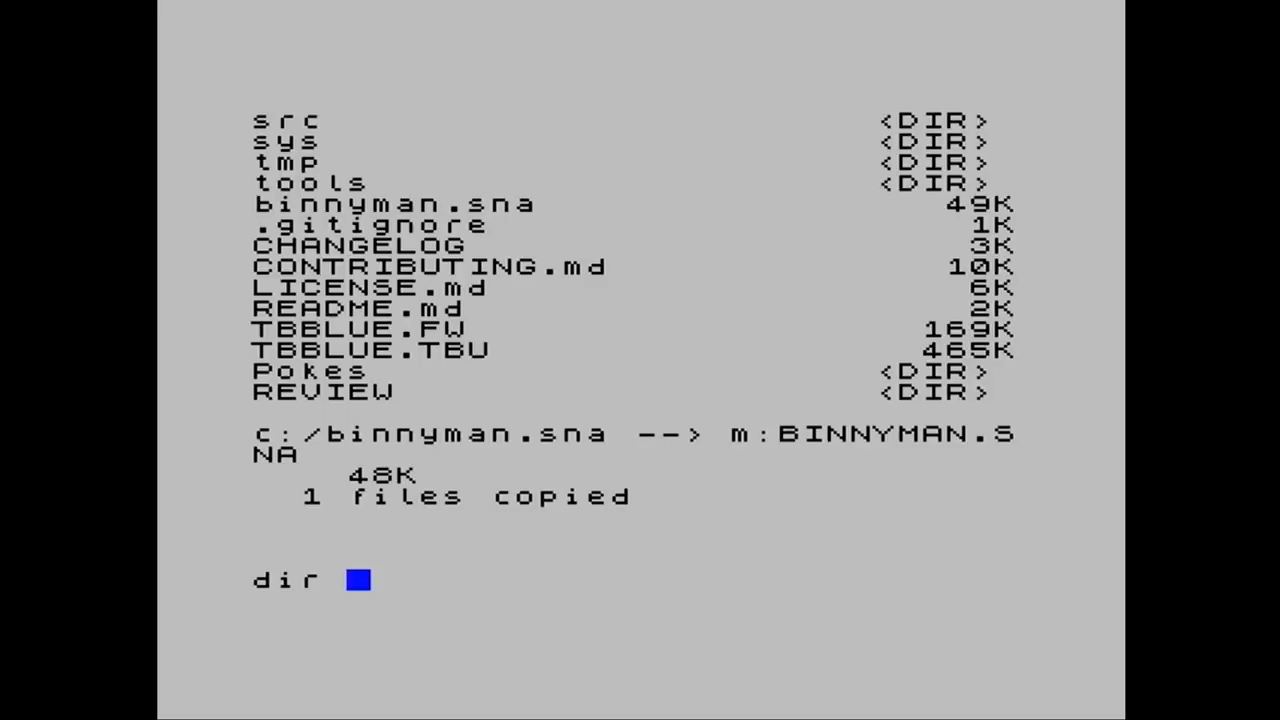 src <DIR>
sys <DIR>
tmp <DIR>
tools <DIR>
binnyman.sna 49K
.gitignore 1K
CHANGELOG 3K
CONTRIBUTING.md 10K
LICENSE.md 6K
README.md 2K
TBBLUE.FW 169K
TBBLUE.TBU 465K
Pokes <DIR>
REVIEW <DIR>
c:/binnyman.sna --> m:BINNYMAN.S
NA
48K
1 files copied
dir